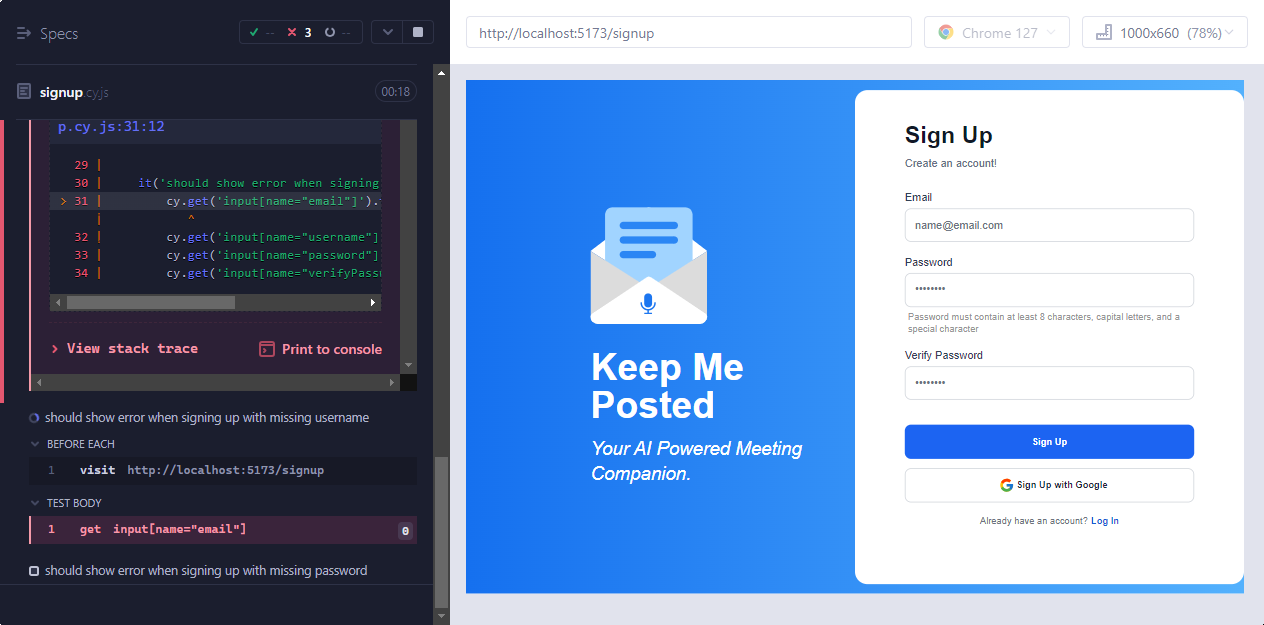 Specs
-- 3 --
signup.cy.js 00:18
p.cy.js:31:12
29 |
30 | it('should show error when signing
> 31 | cy.get('input[name="email"]').
| ^
32 | cy.get('input[name="username"]
33 | cy.get('input[name="password"]
34 | cy.get('input[name="verifyPassw
> View stack trace
Print to console
should show error when signing up with missing username
BEFORE EACH
1 visit http://localhost:5173/signup
TEST BODY
1 get input[name="email"] 0
should show error when signing up with missing password
http://localhost:5173/signup
Chrome 127
1000x660 (78%)
Keep Me
Posted
Your AI Powered Meeting
Companion.
Sign Up
Create an account!
Email
name@email.com
Password
••••••••
Password must contain at least 8 characters, capital letters, and a
special character
Verify Password
••••••••
Sign Up
Sign Up with Google
Already have an account? Log In